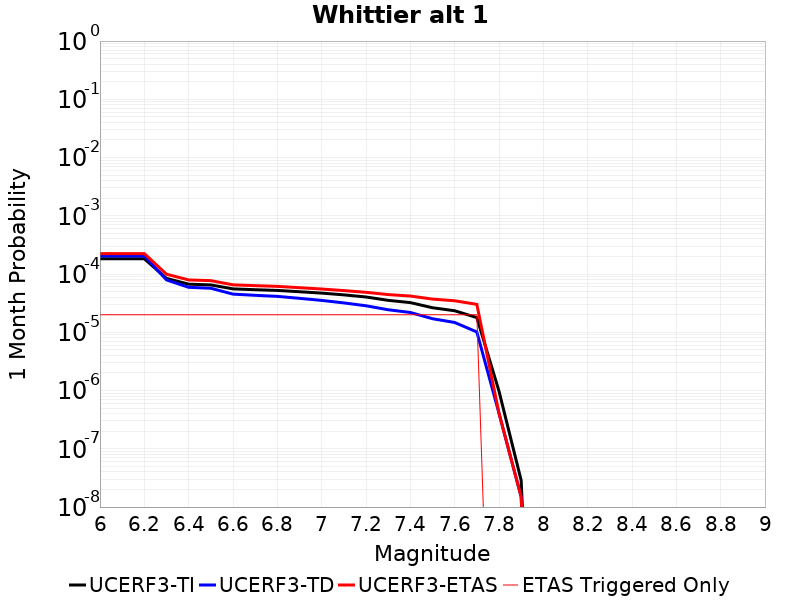 Whittier alt 1
10^0
10^-1
10^-2
10^-3
10^-4
10^-5
10^-6
10^-7
10^-8
1 Month Probability
6 6.2 6.4 6.6 6.8 7 7.2 7.4 7.6 7.8 8 8.2 8.4 8.6 8.8 9
Magnitude
UCERF3-TI UCERF3-TD UCERF3-ETAS ETAS Triggered Only